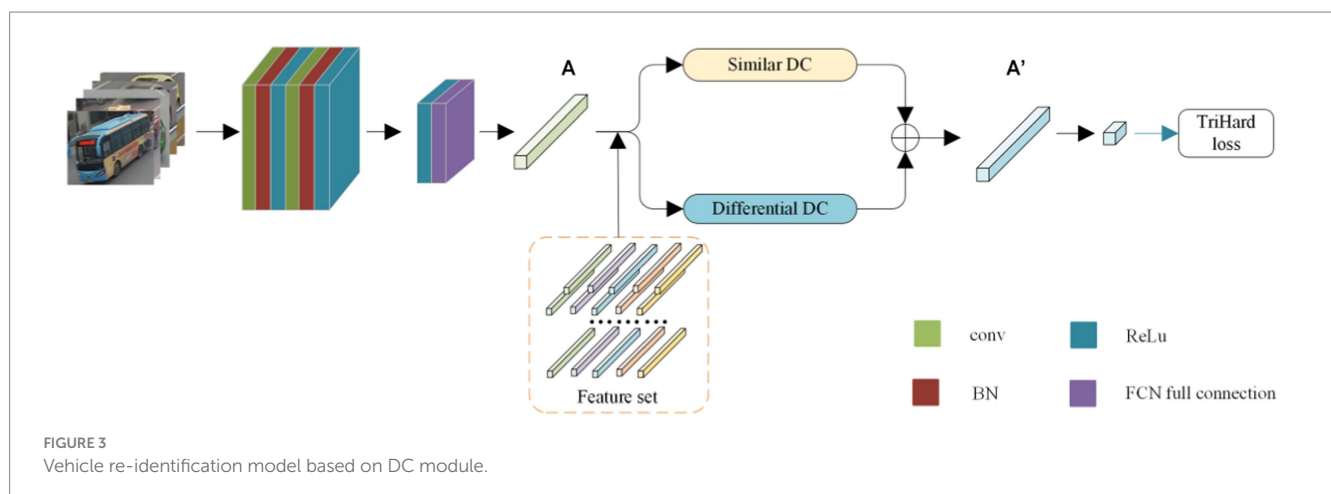 A
Similar DC
A'
TriHard
loss
Differential DC
Feature set
conv
ReLu
BN
FCN full connection
FIGURE 3
Vehicle re-identification model based on DC module.